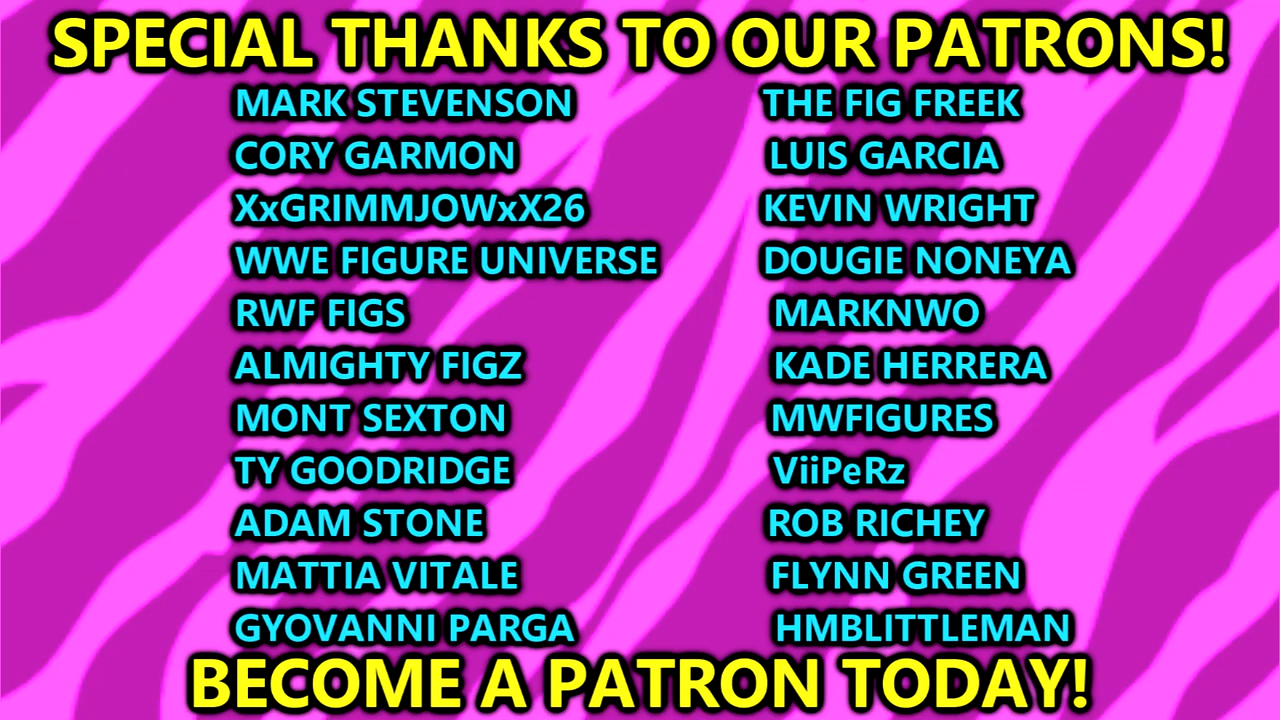 SPECIAL THANKS TO OUR PATRONS!
MARK STEVENSON
CORY GARMON
XxGRIMMJOWxX26
WWE FIGURE UNIVERSE
RWF FIGS
ALMIGHTY FIGZ
MONT SEXTON
TY GOODRIDGE
ADAM STONE
MATTIA VITALE
GYOVANNI PARGA
THE FIG FREEK
LUIS GARCIA
KEVIN WRIGHT
DOUGIE NONEYA
MARKNWO
KADE HERRERA
MWFIGURES
ViiPeRz
ROB RICHEY
FLYNN GREEN
HMBLITTLEMAN
BECOME A PATRON TODAY!